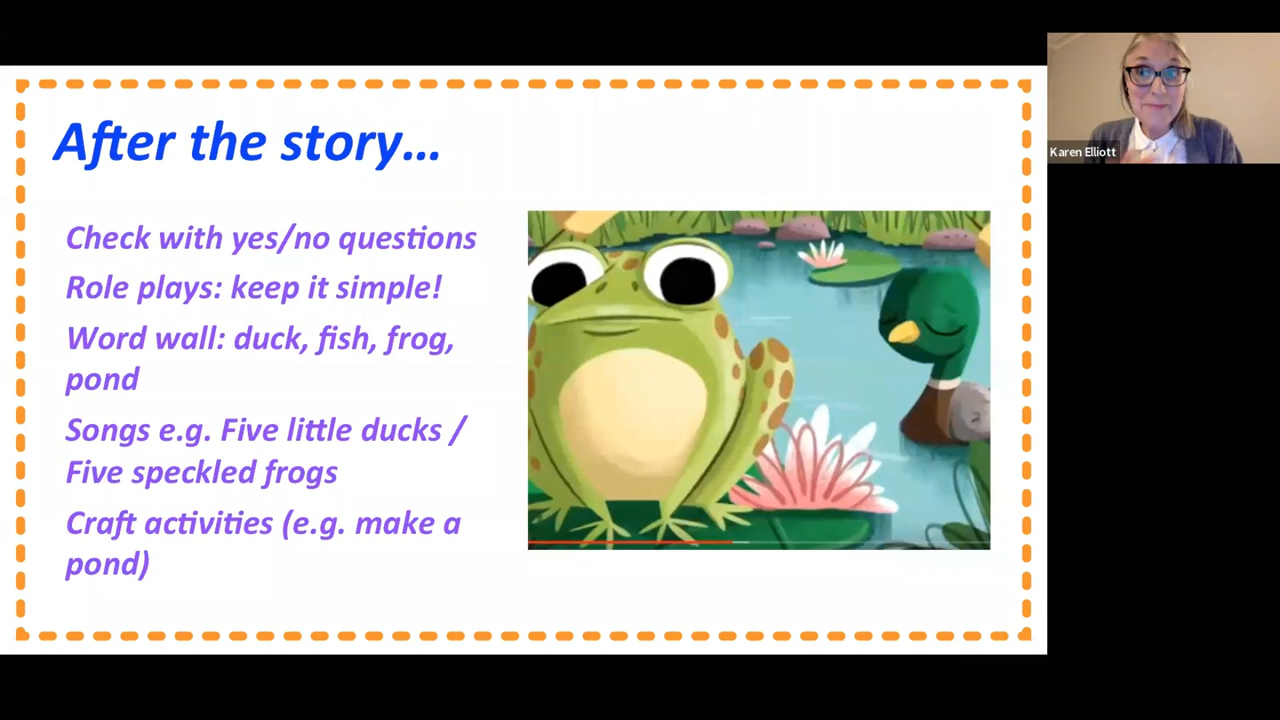 After the story...
Check with yes/no questions
Role plays: keep it simple!
Word wall: duck, fish, frog,
pond
Songs e.g. Five little ducks /
Five speckled frogs
Craft activities (e.g. make a
pond)
Karen Elliott